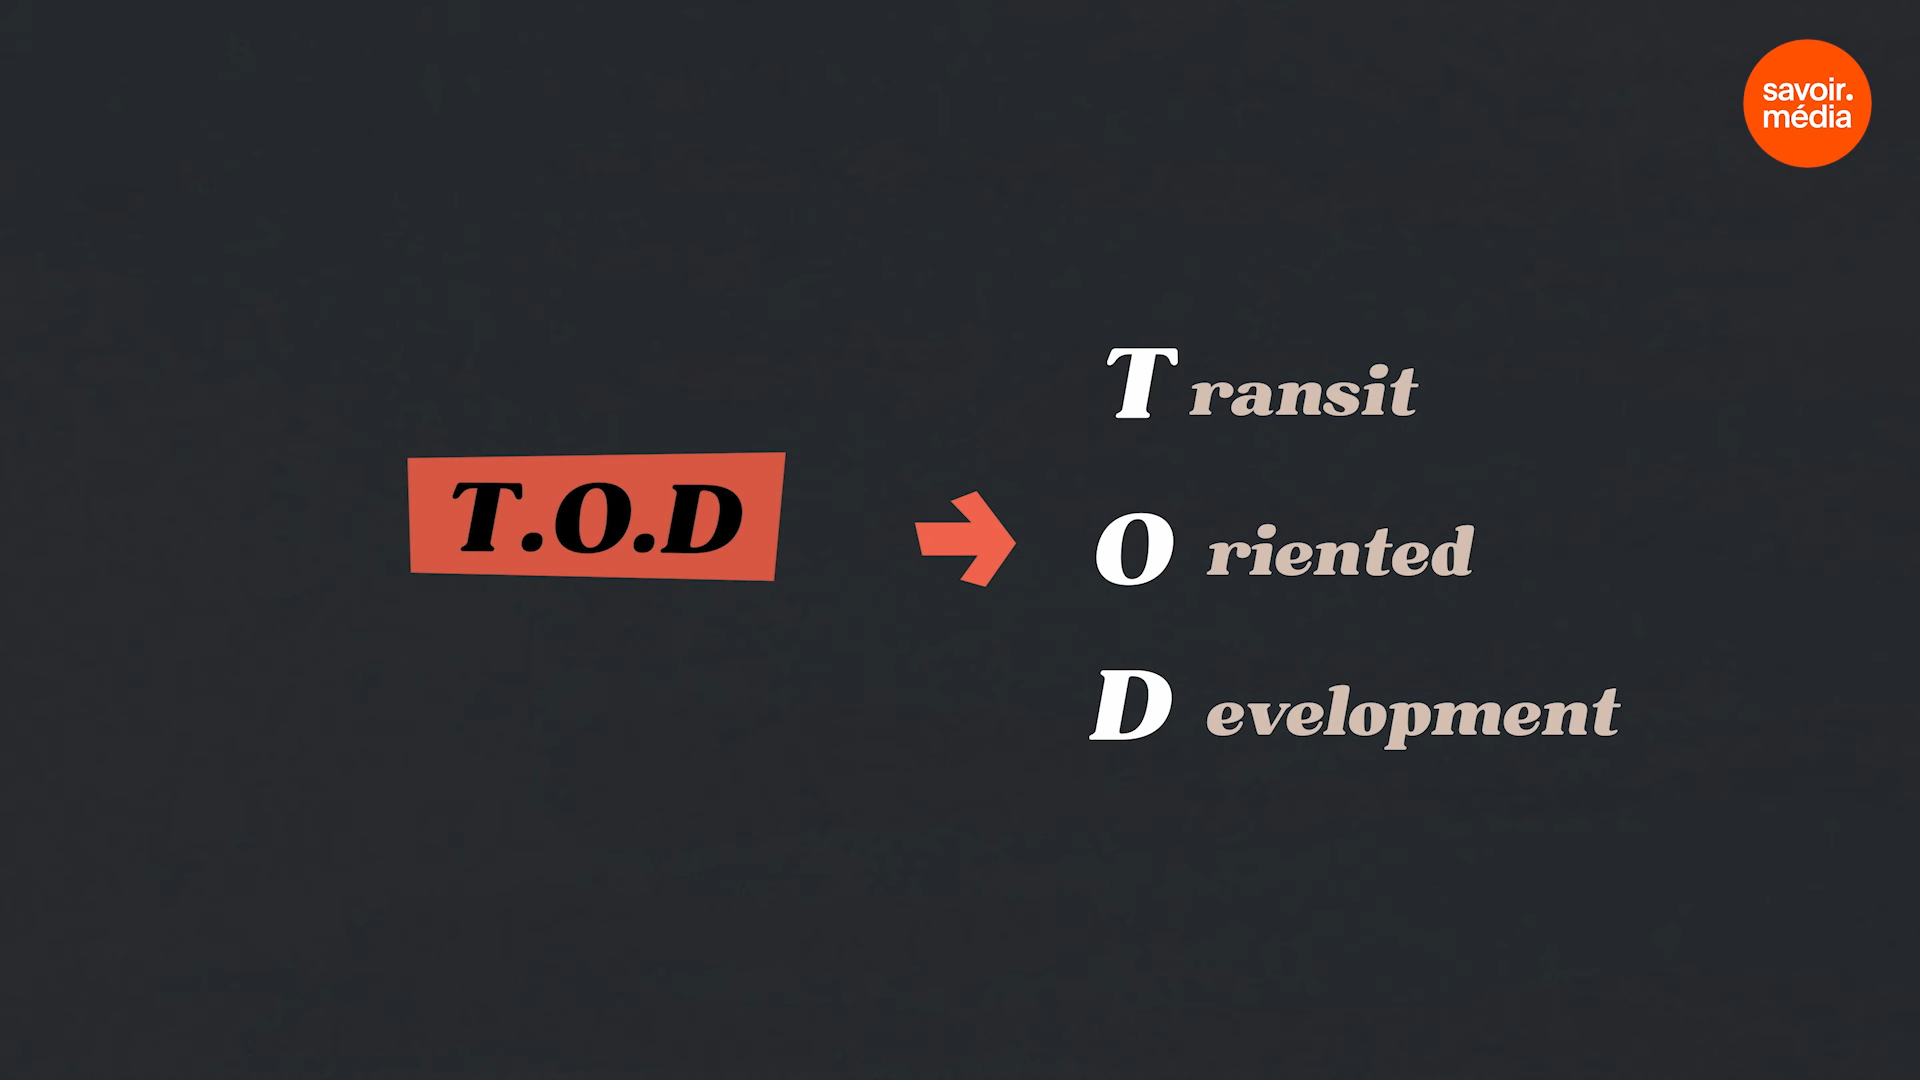 savoir.
média
T.O.D
Transit
Oriented
Development